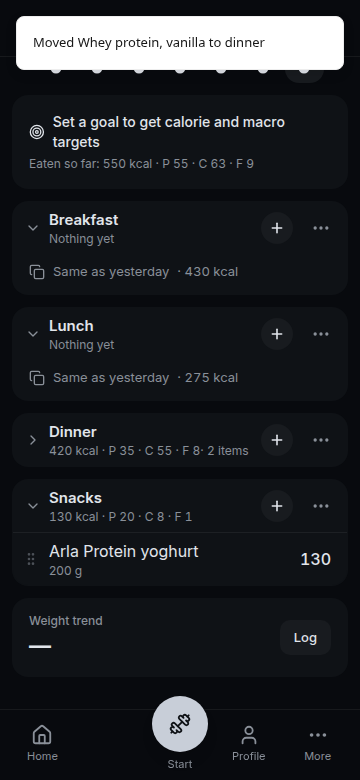 Moved Whey protein, vanilla to dinner
Set a goal to get calorie and macro
targets
Eaten so far: 550 kcal · P 55 · C 63 · F 9
Breakfast
Nothing yet
Same as yesterday · 430 kcal
Lunch
Nothing yet
Same as yesterday · 275 kcal
Dinner
420 kcal · P 35 · C 55 · F 8· 2 items
Snacks
130 kcal · P 20 · C 8 · F 1
Arla Protein yoghurt
200 g
130
Weight trend
—
Log
Home
Start
Profile
More